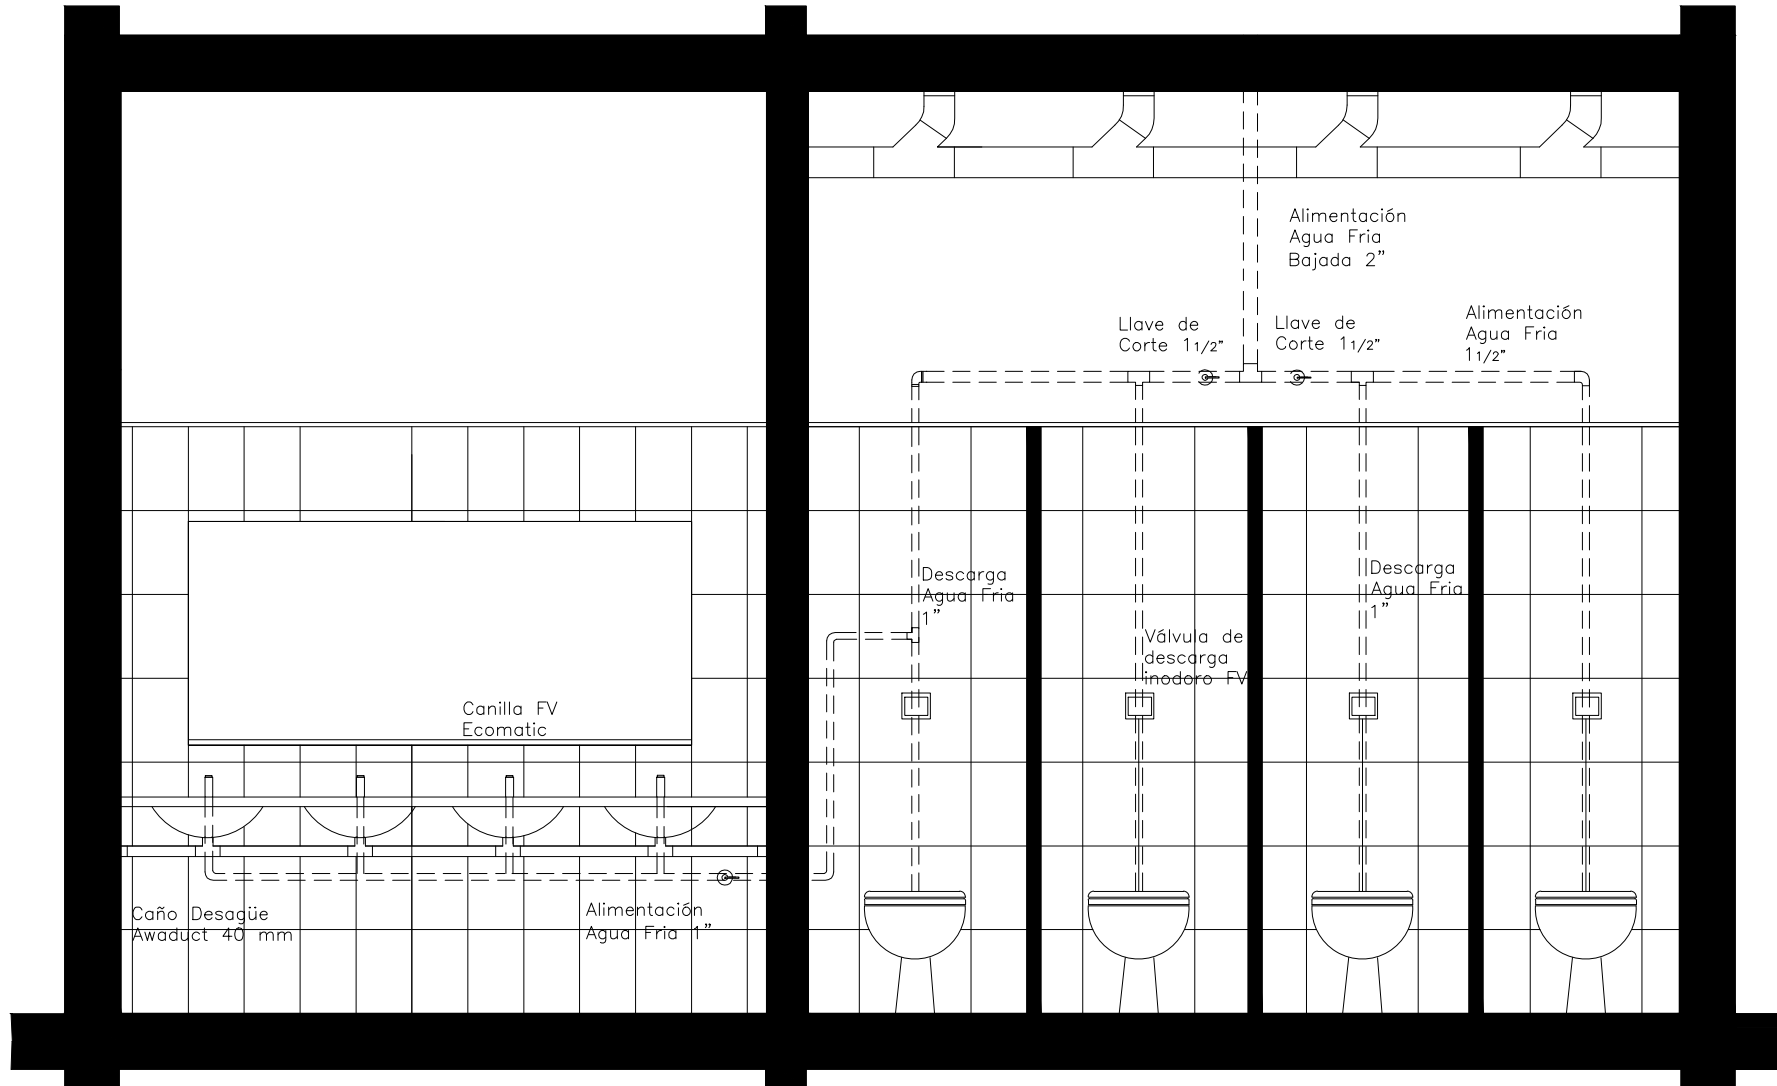 Alimentación
Agua Fria
Bajada 2”
Llave de
Corte 1 1/2”
Llave de
Corte 1 1/2”
Alimentación
Agua Fria
1 1/2”
Descarga
Agua Fria
1”
Descarga
Agua Fria
1”
Válvula de
descarga
inodoro FV
Canilla FV
Ecomatic
Caño Desagüe
Awaduct 40 mm
Alimentación
Agua Fria 1”